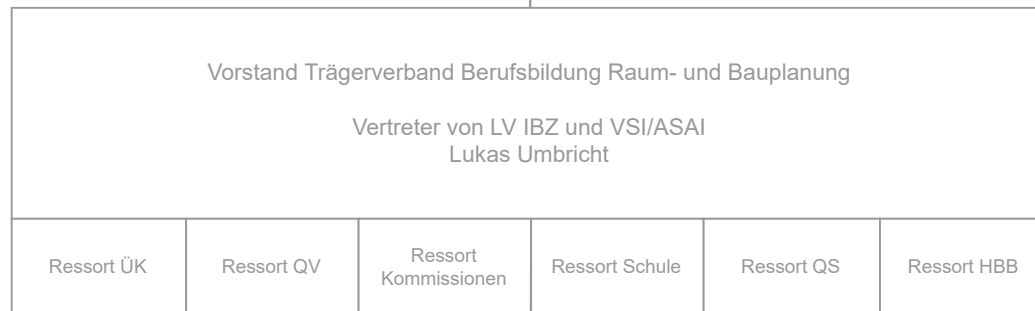 Vorstand Trägerverband Berufsbildung Raum- und Bauplanung
Vertreter von LV IBZ und VSI/ASAI
Lukas Umbricht
Ressort ÜK
Ressort QV
Ressort
Kommissionen
Ressort Schule
Ressort QS
Ressort HBB